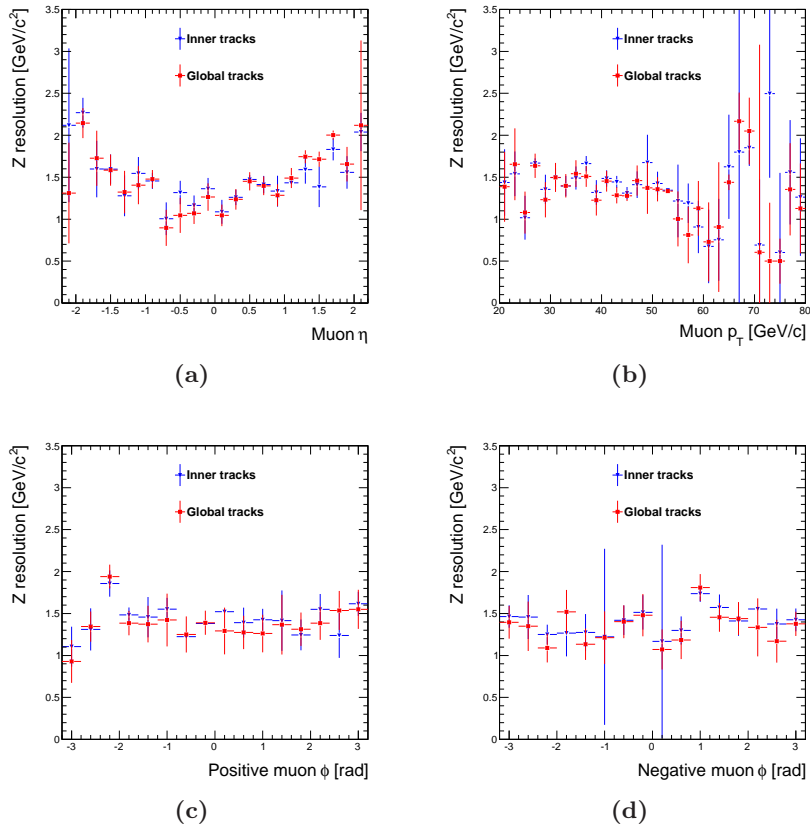 Z resolution [GeV/c²]
3.5
3
2.5
2
1.5
1
0.5
0
Inner tracks
Global tracks
-2 -1.5 -1 -0.5 0 0.5 1 1.5 2
Muon η
(a)
Z resolution [GeV/c²]
3.5
3
2.5
2
1.5
1
0.5
0
Inner tracks
Global tracks
20 30 40 50 60 70 80
Muon p_T [GeV/c]
(b)
Z resolution [GeV/c²]
3.5
3
2.5
2
1.5
1
0.5
0
Inner tracks
Global tracks
-3 -2 -1 0 1 2 3
Positive muon ϕ [rad]
(c)
Z resolution [GeV/c²]
3.5
3
2.5
2
1.5
1
0.5
0
Inner tracks
Global tracks
-3 -2 -1 0 1 2 3
Negative muon ϕ [rad]
(d)